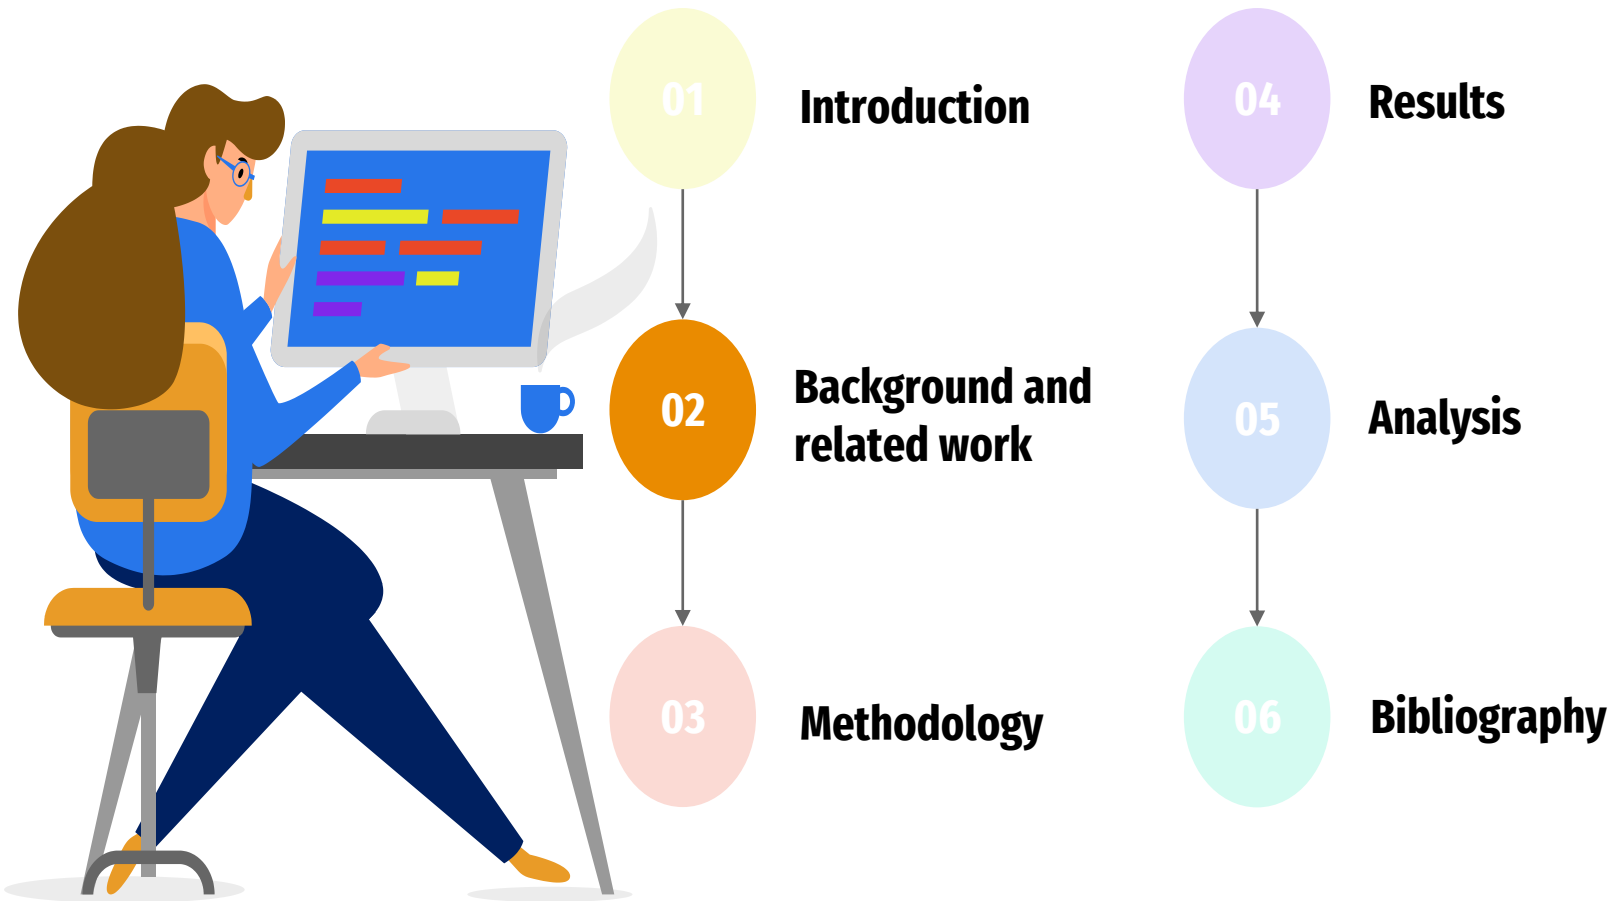 01
Introduction
02
Background and
related work
03
Methodology
04
Results
05
Analysis
06
Bibliography